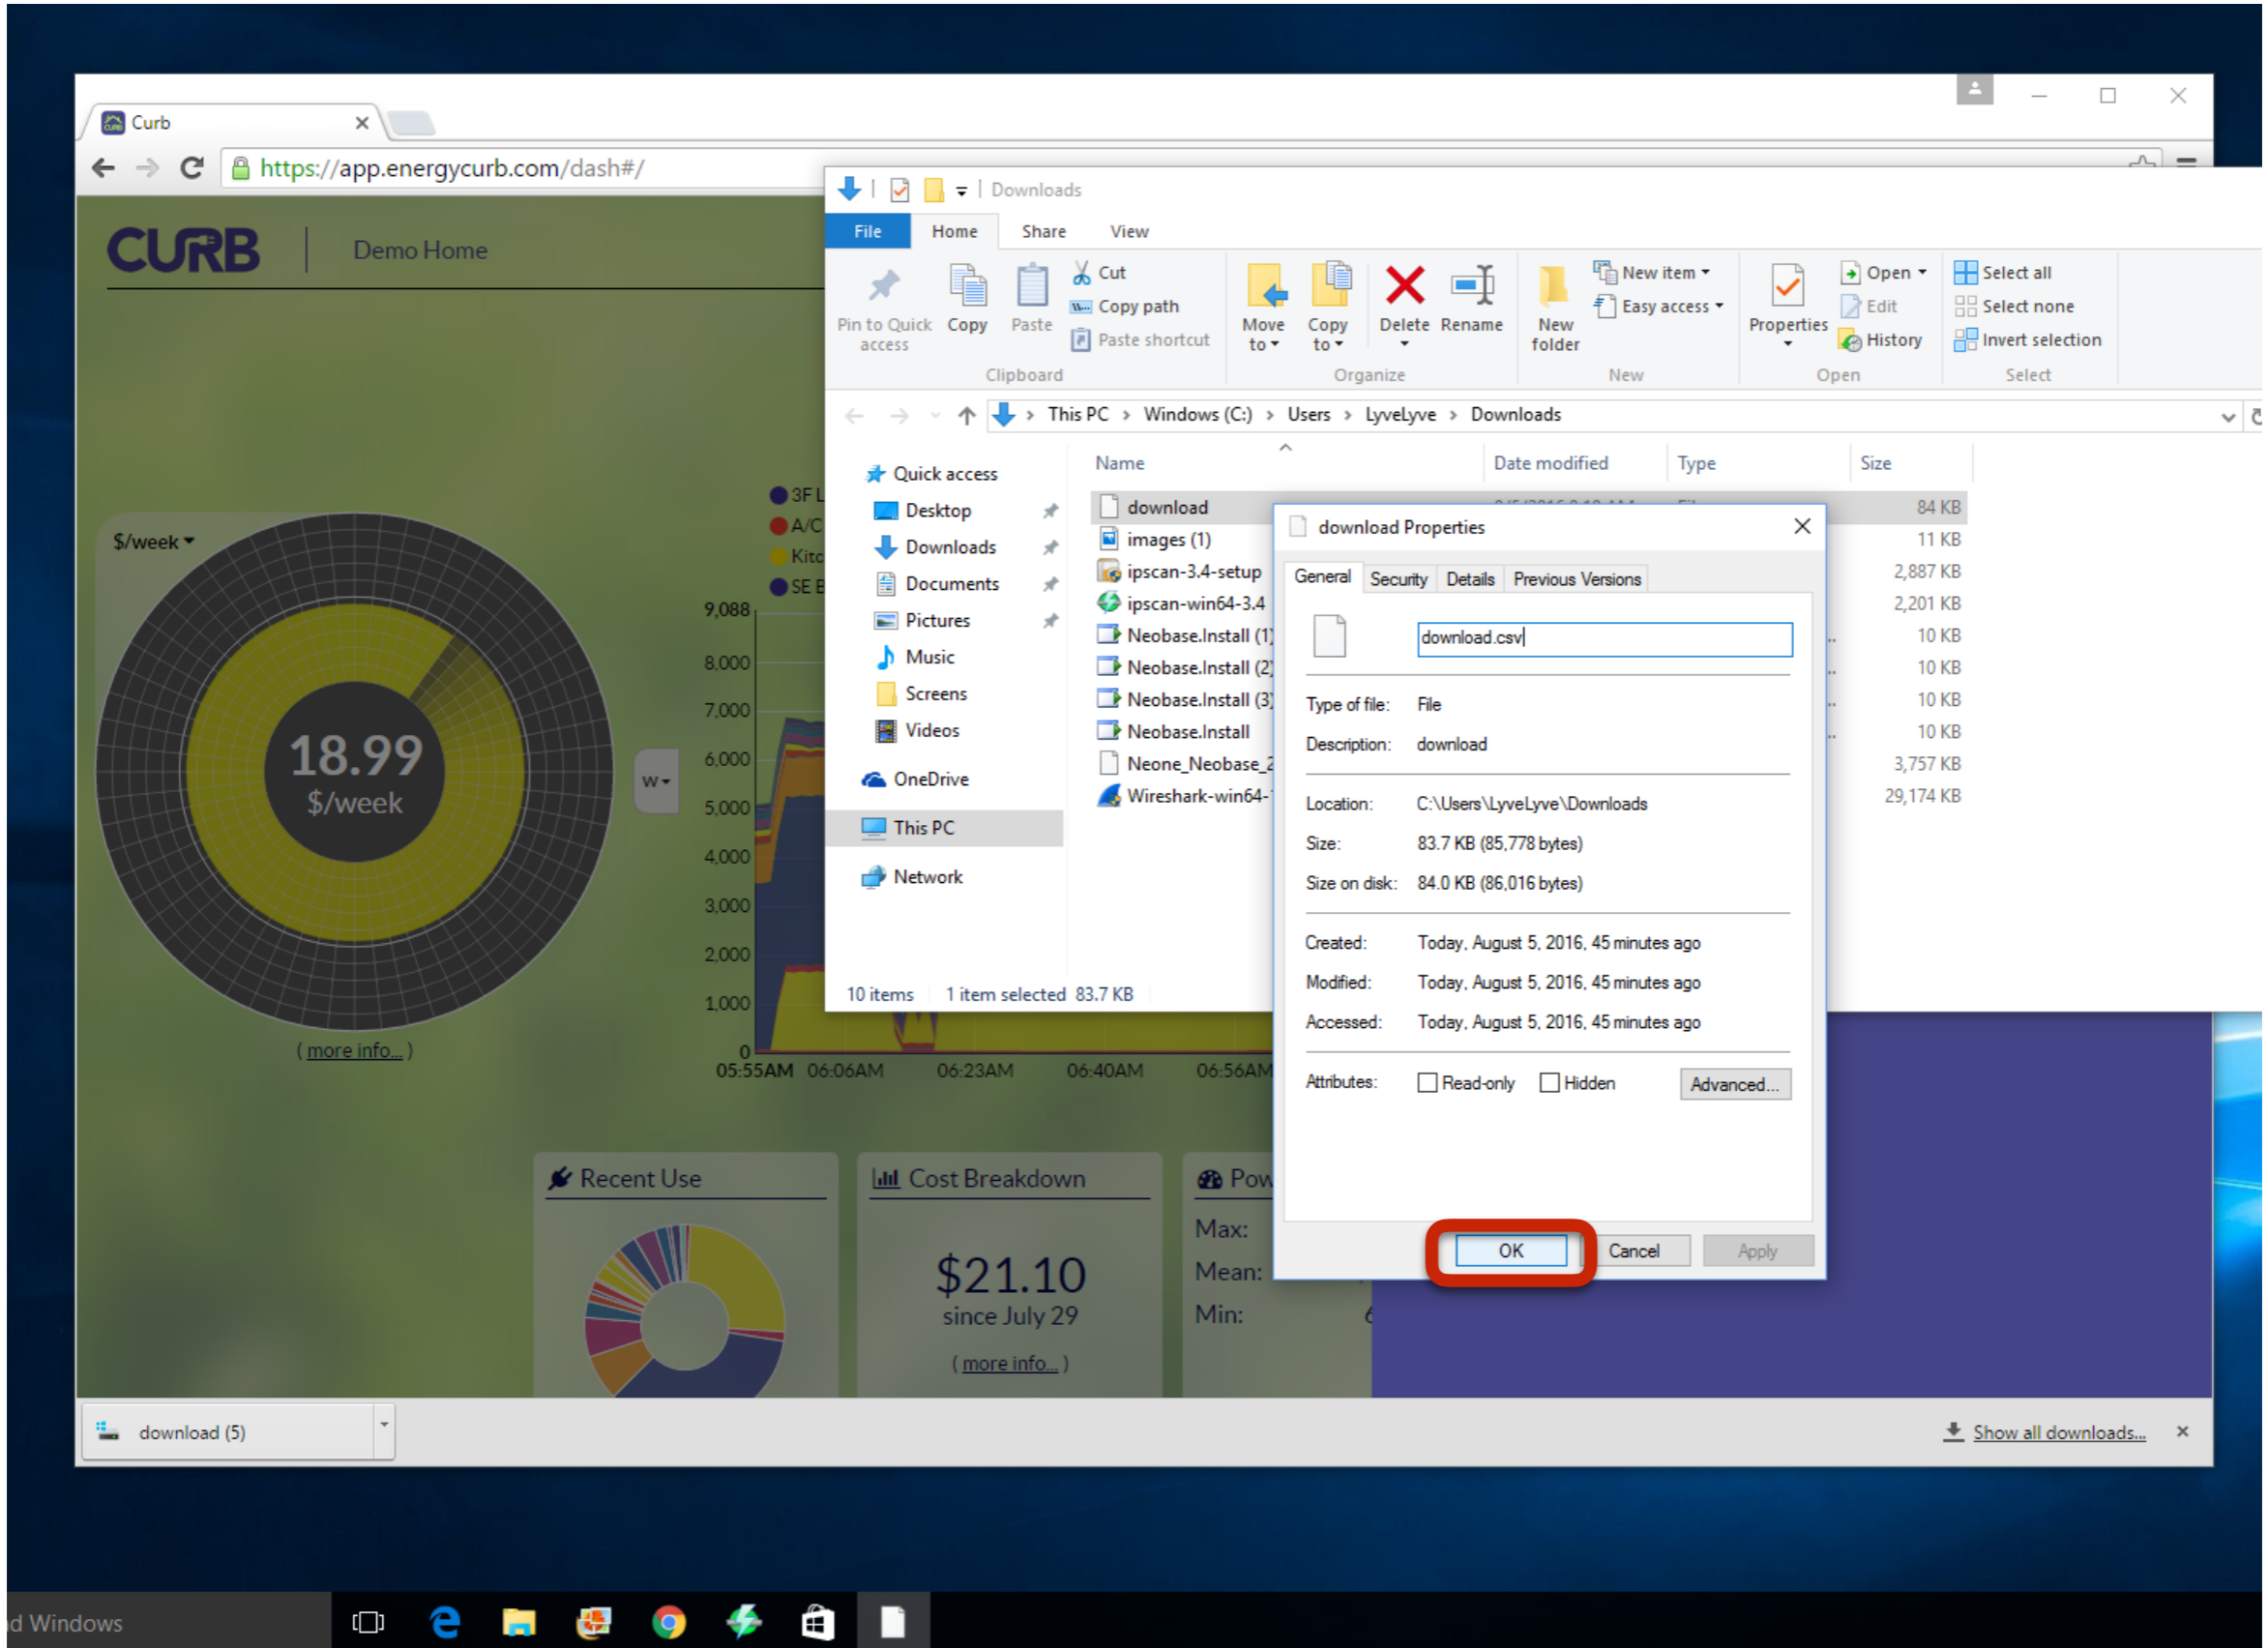 Curb
https://app.energycurb.com/dash#/
CURB
Demo Home
Downloads
File Home Share View
Pin to Quick access
Copy
Paste
Cut
Copy path
Paste shortcut
Clipboard
Move to
Copy to
Delete
Rename
Organize
New folder
New item
Easy access
New
Properties
Open
Edit
History
Open
Select all
Select none
Invert selection
Select
This PC > Windows (C:) > Users > LyveLyve > Downloads
Quick access
Desktop
Downloads
Documents
Pictures
Music
Screens
Videos
OneDrive
This PC
Network
Name Date modified Type Size
download 84 KB
images (1) 11 KB
ipscan-3.4-setup 2,887 KB
ipscan-win64-3.4 2,201 KB
Neobase.Install (1) .. 10 KB
Neobase.Install (2) .. 10 KB
Neobase.Install (3) .. 10 KB
Neobase.Install .. 10 KB
Neone_Neobase_2 3,757 KB
Wireshark-win64- 29,174 KB
10 items 1 item selected 83.7 KB
download Properties
General Security Details Previous Versions
download.csv
Type of file: File
Description: download
Location: C:\Users\LyveLyve\Downloads
Size: 83.7 KB (85,778 bytes)
Size on disk: 84.0 KB (86,016 bytes)
Created: Today, August 5, 2016, 45 minutes ago
Modified: Today, August 5, 2016, 45 minutes ago
Accessed: Today, August 5, 2016, 45 minutes ago
Attributes: Read-only Hidden Advanced...
OK Cancel Apply
$/week
18.99
$/week
( more info... )
w
3F L
A/C
Kitc
SE B
9,088
8,000
7,000
6,000
5,000
4,000
3,000
2,000
1,000
0
05:55AM 06:06AM 06:23AM 06:40AM 06:56AM
Recent Use
Cost Breakdown
$21.10
since July 29
( more info... )
Pow
Max:
Mean:
Min:
download (5)
Show all downloads...
d Windows